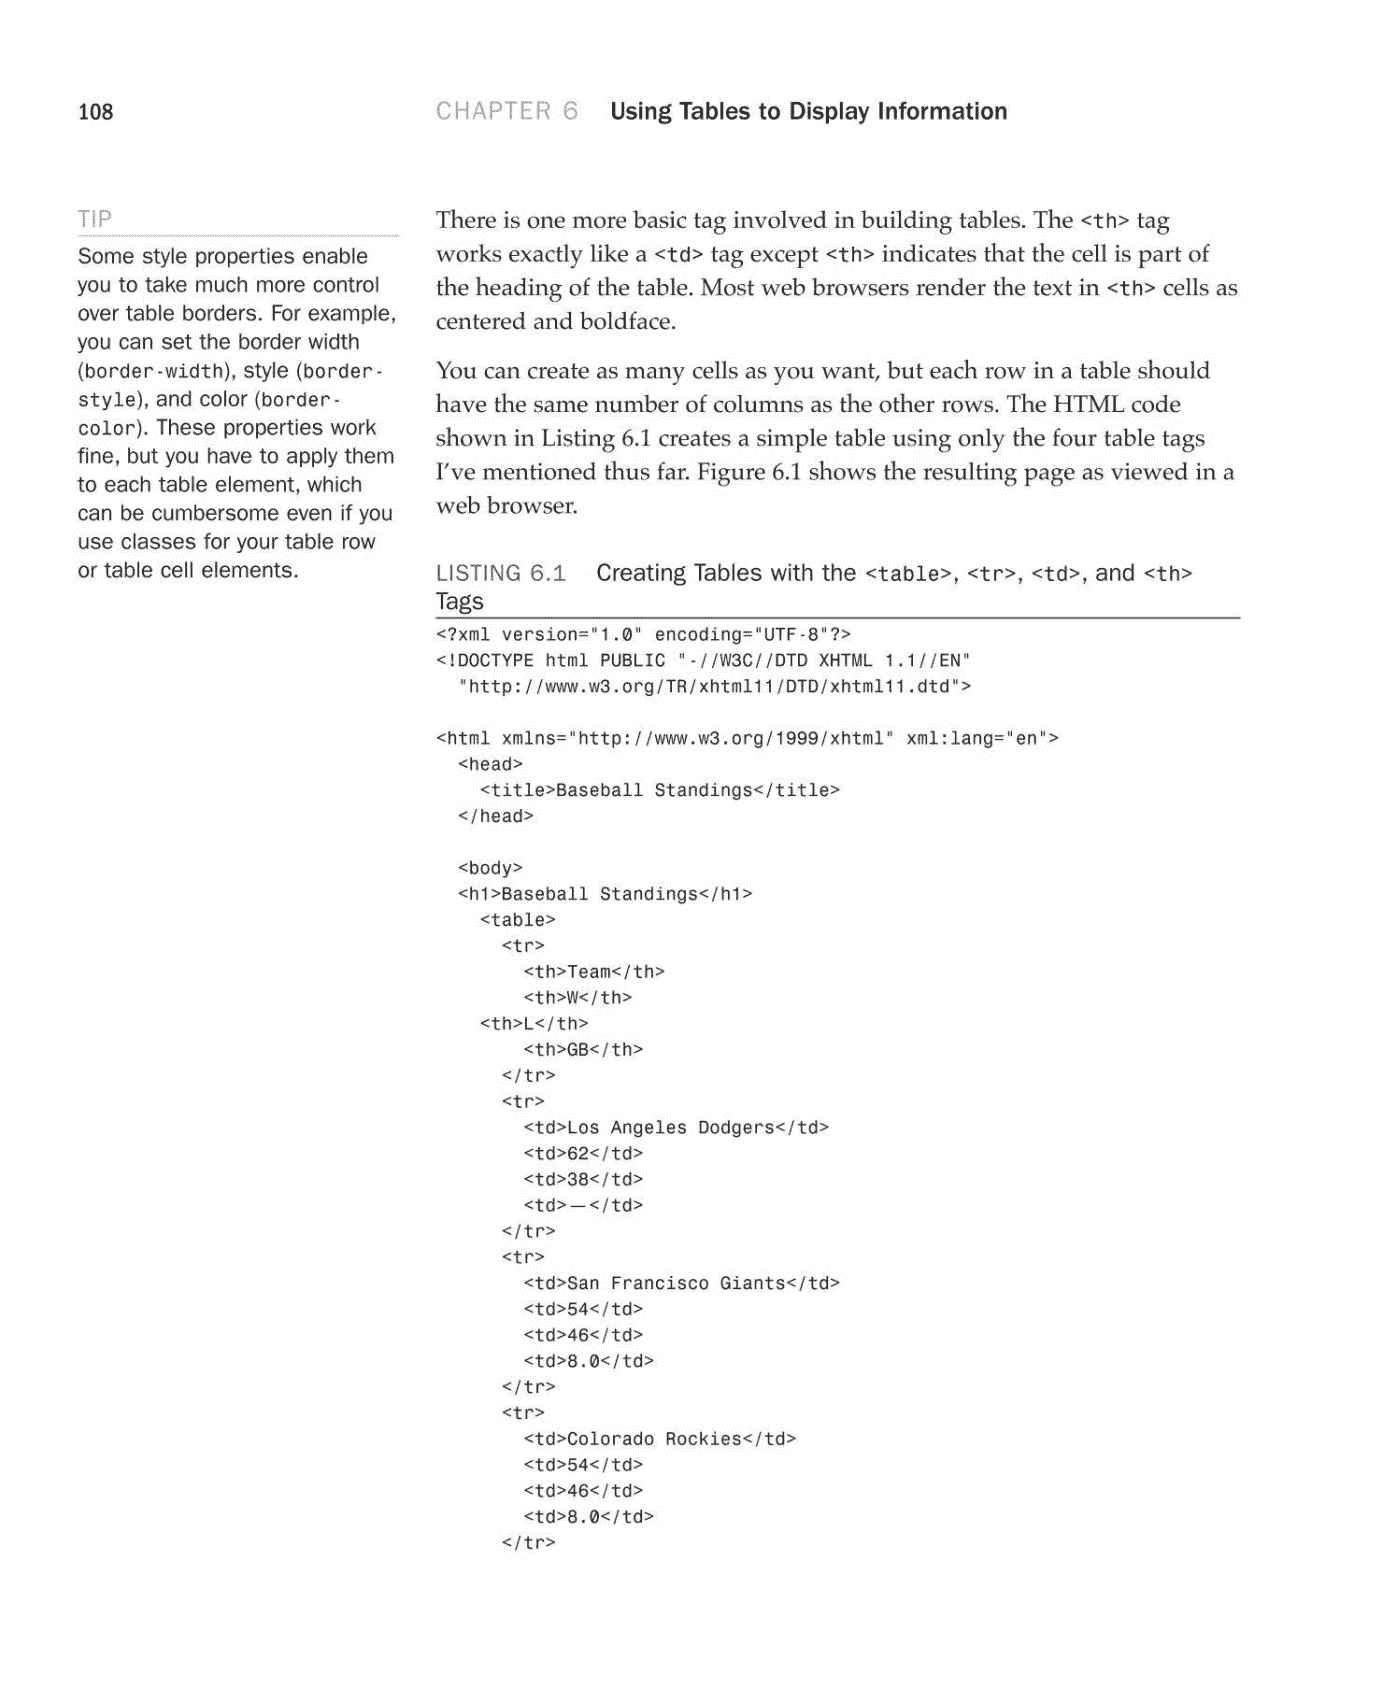 108
CHAPTER 6 Using Tables to Display Information
TIP
Some style properties enable
you to take much more control
over table borders. For example,
you can set the border width
(border-width), style (border-
style), and color (border-
color). These properties work
fine, but you have to apply them
to each table element, which
can be cumbersome even if you
use classes for your table row
or table cell elements.
There is one more basic tag involved in building tables. The <th> tag
works exactly like a <td> tag except <th> indicates that the cell is part of
the heading of the table. Most web browsers render the text in <th> cells as
centered and boldface.
You can create as many cells as you want, but each row in a table should
have the same number of columns as the other rows. The HTML code
shown in Listing 6.1 creates a simple table using only the four table tags
I've mentioned thus far. Figure 6.1 shows the resulting page as viewed in a
web browser.
LISTING 6.1 Creating Tables with the <table>, <tr>, <td>, and <th>
Tags
<?xml version="1.0" encoding="UTF-8"?>
<!DOCTYPE html PUBLIC "-//W3C//DTD XHTML 1.1//EN"
  "http://www.w3.org/TR/xhtml11/DTD/xhtml11.dtd">
<html xmlns="http://www.w3.org/1999/xhtml" xml:lang="en">
  <head>
    <title>Baseball Standings</title>
  </head>
  <body>
  <h1>Baseball Standings</h1>
    <table>
      <tr>
        <th>Team</th>
        <th>W</th>
    <th>L</th>
        <th>GB</th>
      </tr>
      <tr>
        <td>Los Angeles Dodgers</td>
        <td>62</td>
        <td>38</td>
        <td>—</td>
      </tr>
      <tr>
        <td>San Francisco Giants</td>
        <td>54</td>
        <td>46</td>
        <td>8.0</td>
      </tr>
      <tr>
        <td>Colorado Rockies</td>
        <td>54</td>
        <td>46</td>
        <td>8.0</td>
      </tr>